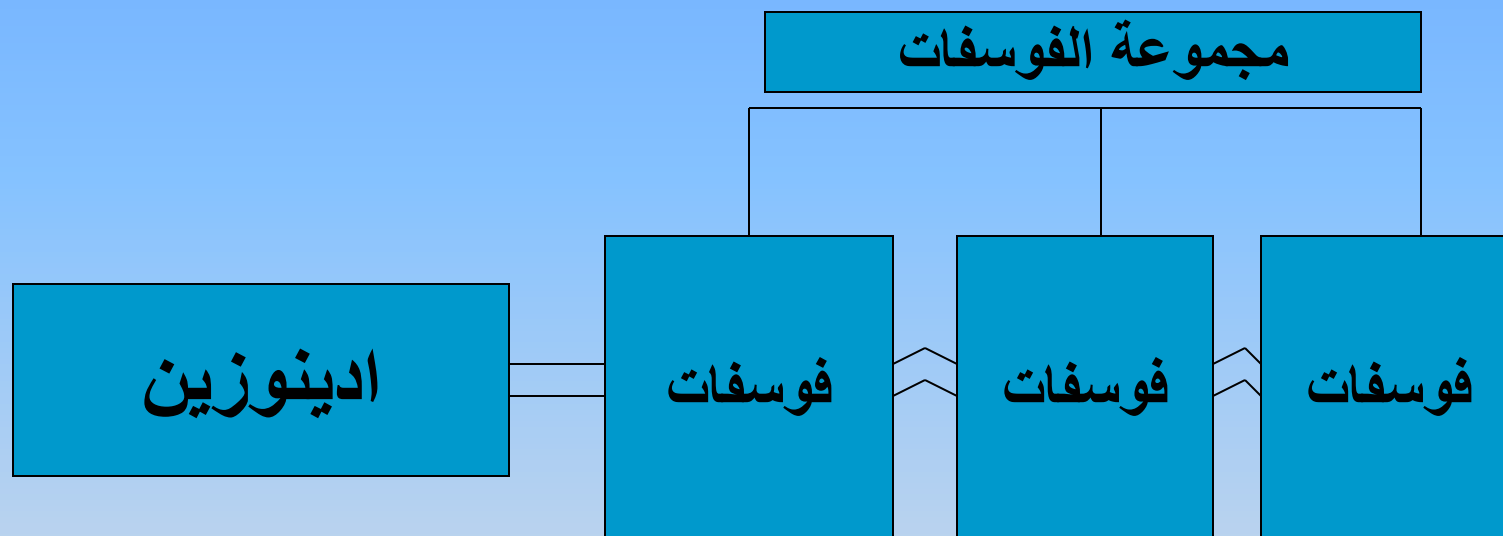 مجموعة الفوسفات
ادينوزين
فوسفات
فوسفات
فوسفات